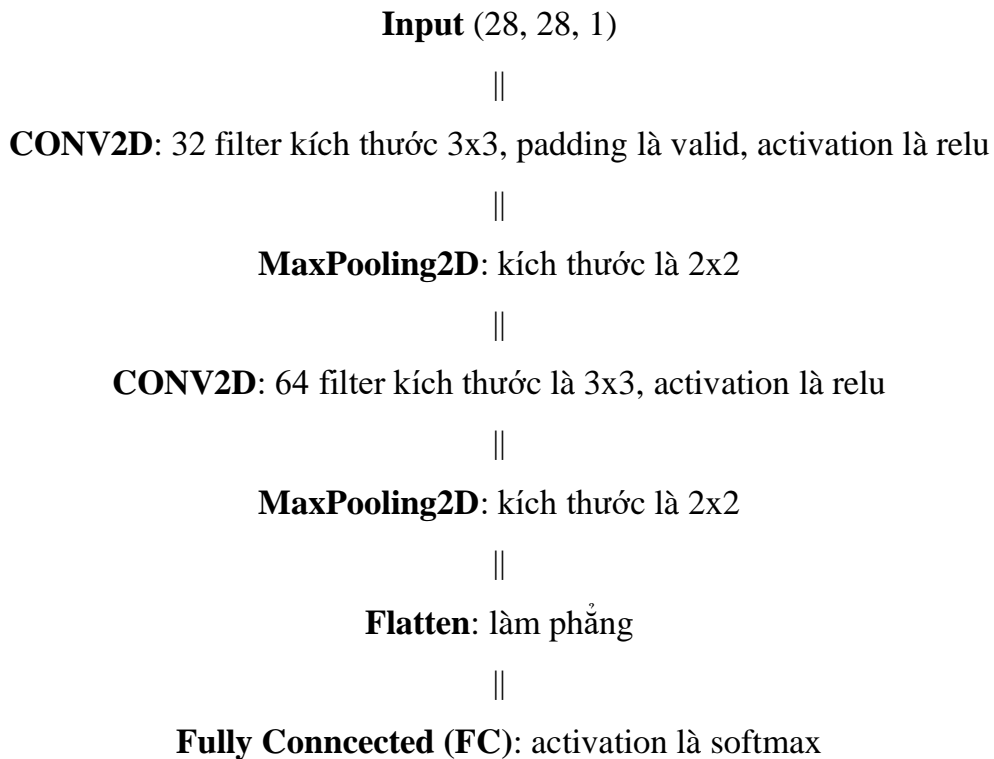 Input (28, 28, 1)
||
CONV2D: 32 filter kích thước 3x3, padding là valid, activation là relu
||
MaxPooling2D: kích thước là 2x2
||
CONV2D: 64 filter kích thước là 3x3, activation là relu
||
MaxPooling2D: kích thước là 2x2
||
Flatten: làm phẳng
||
Fully Conncected (FC): activation là softmax